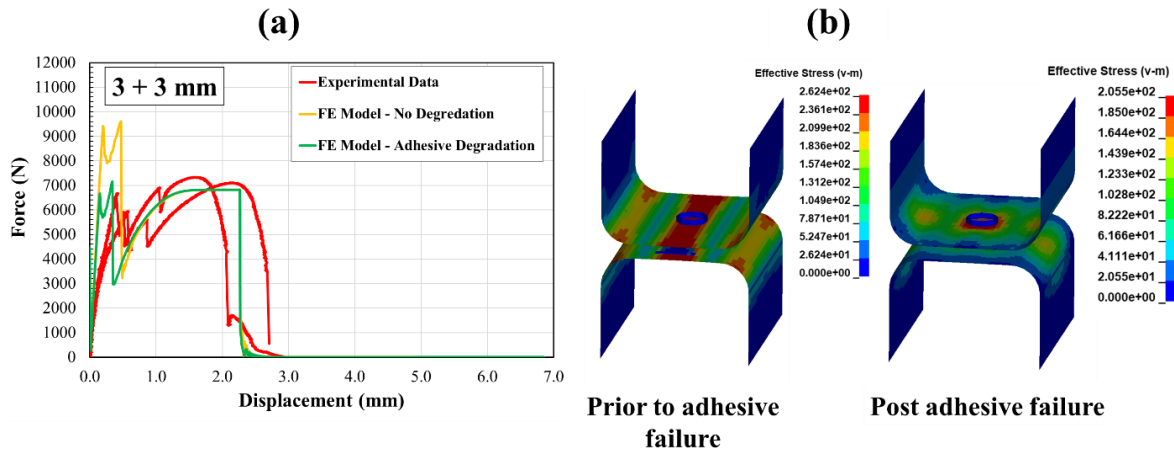 (a)
(b)
3 + 3 mm
Experimental Data
FE Model - No Degredation
FE Model - Adhesive Degradation
Force (N)
12000
11000
10000
9000
8000
7000
6000
5000
4000
3000
2000
1000
0
0.0 1.0 2.0 3.0 4.0 5.0 6.0 7.0
Displacement (mm)
Effective Stress (v-m)
2.624e+02
2.361e+02
2.099e+02
1.836e+02
1.574e+02
1.312e+02
1.049e+02
7.871e+01
5.247e+01
2.624e+01
0.000e+00
Prior to adhesive
failure
Effective Stress (v-m)
2.055e+02
1.850e+02
1.644e+02
1.439e+02
1.233e+02
1.028e+02
8.222e+01
6.166e+01
4.111e+01
2.055e+01
0.000e+00
Post adhesive failure